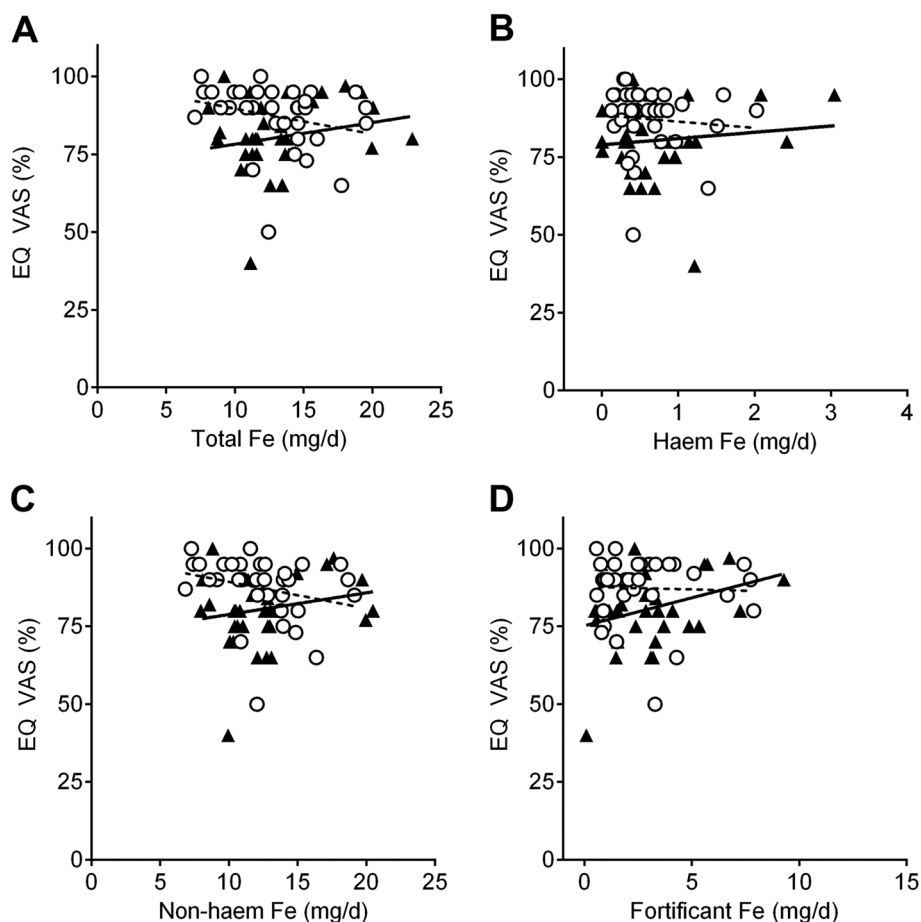 A
EQ VAS (%)
100
75
50
25
0
0 5 10 15 20 25
Total Fe (mg/d)
B
EQ VAS (%)
100
75
50
25
0
0 1 2 3 4
Haem Fe (mg/d)
C
EQ VAS (%)
100
75
50
25
0
0 5 10 15 20 25
Non-haem Fe (mg/d)
D
EQ VAS (%)
100
75
50
25
0
0 5 10 15
Fortificant Fe (mg/d)